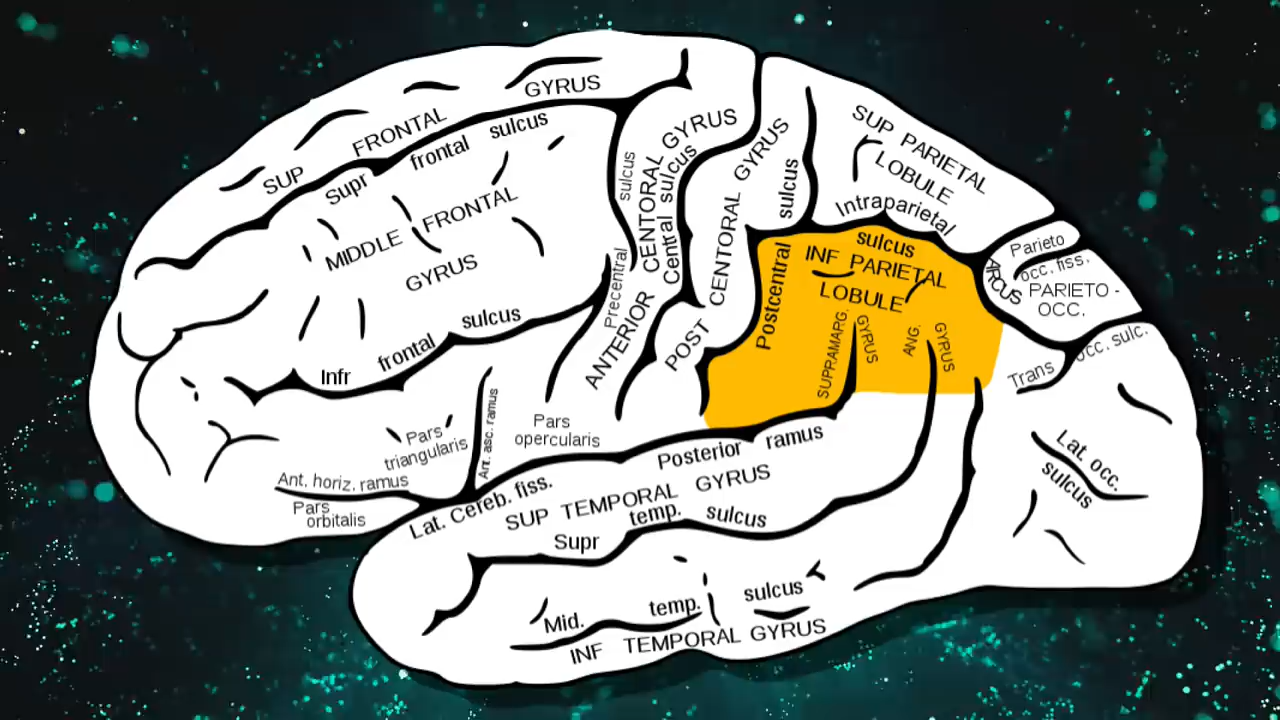 SUP FRONTAL GYRUS
Supr frontal sulcus
MIDDLE FRONTAL
GYRUS
Infr frontal sulcus
Precentral sulcus
ANTERIOR CENTORAL GYRUS
Central sulcus
POST CENTORAL GYRUS
Postcentral sulcus
SUP PARIETAL
LOBULE
Intraparietal
sulcus
INF PARIETAL
LOBULE
SUPRAMARG.
GYRUS
ANG.
GYRUS
Parieto
occ. fiss.
ARCUS
PARIETO -
OCC.
Trans occ. sulc.
Lat. occ.
sulcus
Pars
triangularis
Ant. asc. ramus
Pars
opercularis
Ant. horiz. ramus
Pars
orbitalis
Lat. Cereb. fiss.
Posterior ramus
SUP TEMPORAL GYRUS
Supr temp. sulcus
Mid. temp. sulcus
INF TEMPORAL GYRUS